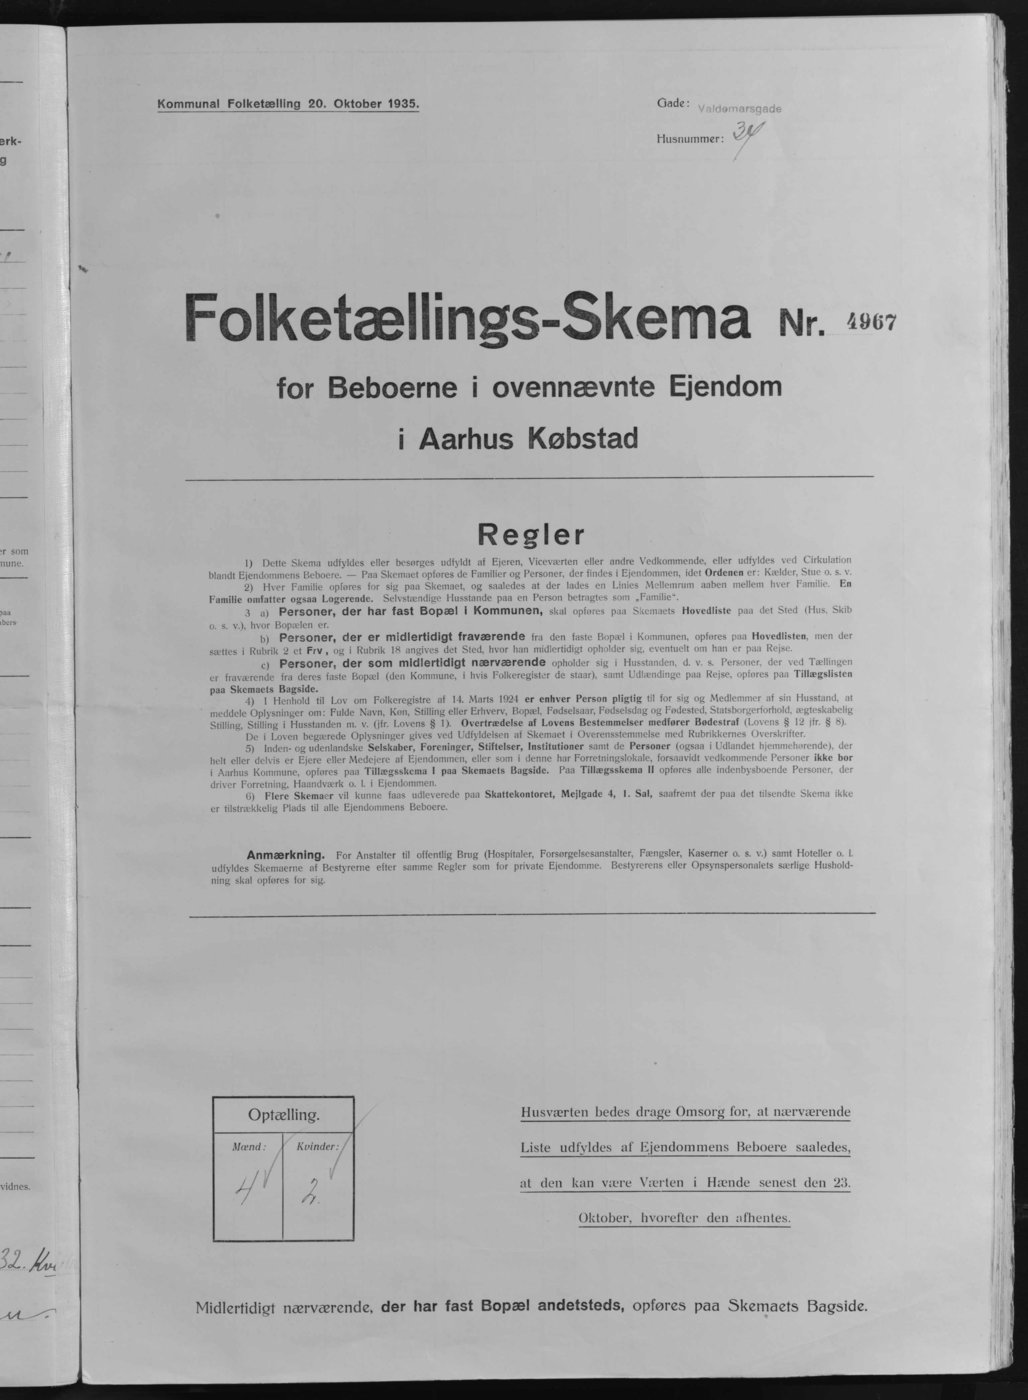 Kommunal Folketælling 20. Oktober 1935.
Gade: Valdemarsgade
Husnummer: 34
Folketællings-Skema Nr. 4967
for Beboerne i ovennævnte Ejendom
i Aarhus Købstad
Regler
1) Dette Skema udfyldes eller besørges udfyldt af Ejeren, Viceværten eller andre Vedkommende, eller udfyldes ved Cirkulation
blandt Ejendommens Beboere. — Paa Skemaet opføres de Familier og Personer, der findes i Ejendommen, idet Ordenen er: Kælder, Stue o. s. v.
2) Hver Familie opføres for sig paa Skemaet, og saaledes at der lades en Linies Mellemrum aaben mellem hver Familie. En
Familie omfatter ogsaa Logerende. Selvstændige Husstande paa en Person betragtes som „Familie“.
3 a) Personer, der har fast Bopæl i Kommunen, skal opføres paa Skemaets Hovedliste paa det Sted (Hus, Skib
o. s. v.), hvor Bopælen er.
b) Personer, der er midlertidigt fraværende fra den faste Bopæl i Kommunen, opføres paa Hovedlisten, men der
sættes i Rubrik 2 et Frv, og i Rubrik 18 angives det Sted, hvor han midlertidigt opholder sig, eventuelt om han er paa Rejse.
c) Personer, der som midlertidigt nærværende opholder sig i Husstanden, d. v. s. Personer, der ved Tællingen
er fraværende fra deres faste Bopæl (den Kommune, i hvis Folkeregister de staar), samt Udlændinge paa Rejse, opføres paa Tillægslisten
paa Skemaets Bagside.
4) I Henhold til Lov om Folkeregistre af 14. Marts 1924 er enhver Person pligtig til for sig og Medlemmer af sin Husstand, at
meddele Oplysninger om: Fulde Navn, Køn, Stilling eller Erhverv, Bopæl, Fødselsaar, Fødselsdag og Fødested, Statsborgerforhold, ægteskabelig
Stilling, Stilling i Husstanden m. v. (jfr. Lovens § 1). Overtrædelse af Lovens Bestemmelser medfører Bødestraf (Lovens § 12 jfr. § 8).
De i Loven begærede Oplysninger gives ved Udfyldelsen af Skemaet i Overensstemmelse med Rubrikkernes Overskrifter.
5) Inden- og udenlandske Selskaber, Foreninger, Stiftelser, Institutioner samt de Personer (ogsaa i Udlandet hjemmehørende), der
helt eller delvis er Ejere eller Medejere af Ejendommen, eller som i denne har Forretningslokale, forsaavidt vedkommende Personer ikke bor
i Aarhus Kommune, opføres paa Tillægsskema I paa Skemaets Bagside. Paa Tillægsskema II opføres alle indenbysboende Personer, der
driver Forretning, Haandværk o. l. i Ejendommen.
6) Flere Skemaer vil kunne faas udleverede paa Skattekontoret, Mejlgade 4, 1. Sal, saafremt der paa det tilsendte Skema ikke
er tilstrækkelig Plads til alle Ejendommens Beboere.
Anmærkning. For Anstalter til offentlig Brug (Hospitaler, Forsørgelsesanstalter, Fængsler, Kaserner o. s. v.) samt Hoteller o. l.
udfyldes Skemaerne af Bestyrerne efter samme Regler som for private Ejendomme. Bestyrerens eller Opsynspersonalets særlige Hushold-
ning skal opføres for sig.
Optælling.
Mænd: Kvinder:
4 2.
Husværten bedes drage Omsorg for, at nærværende
Liste udfyldes af Ejendommens Beboere saaledes,
at den kan være Værten i Hænde senest den 23.
Oktober, hvorefter den afhentes.
Midlertidigt nærværende, der har fast Bopæl andetsteds, opføres paa Skemaets Bagside.